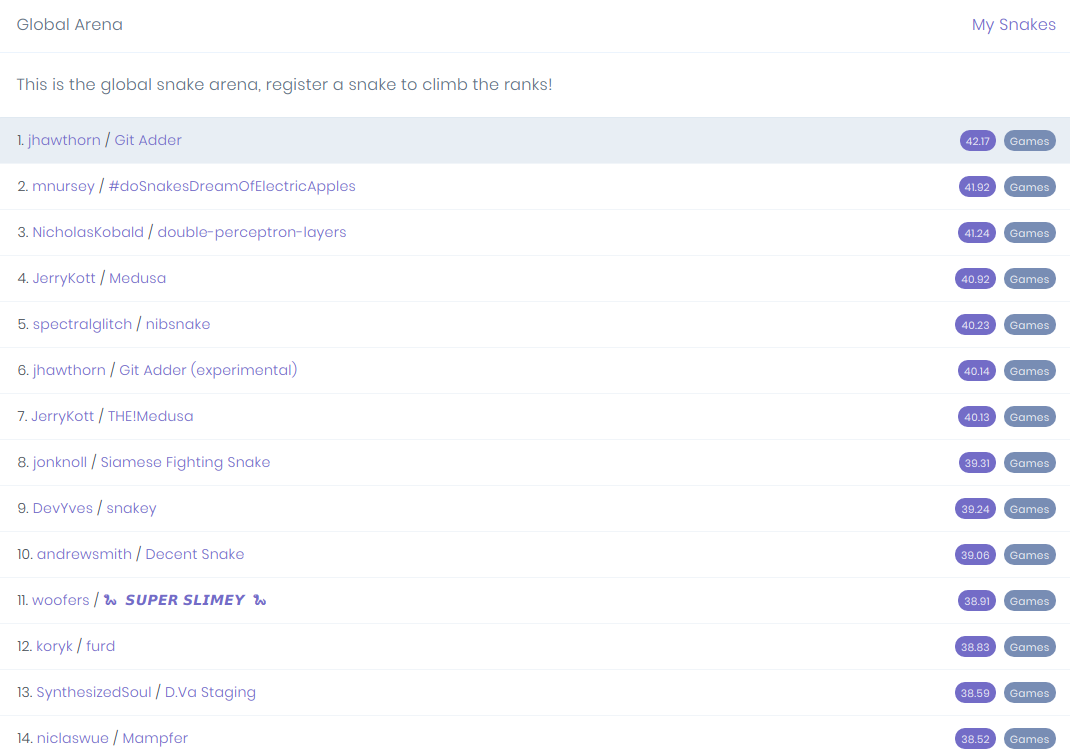 Global Arena My Snakes
This is the global snake arena, register a snake to climb the ranks!
1. jhawthorn / Git Adder 42.17 Games
2. mnursey / #doSnakesDreamOfElectricApples 41.92 Games
3. NicholasKobald / double-perceptron-layers 41.24 Games
4. JerryKott / Medusa 40.92 Games
5. spectralglitch / nibsnake 40.23 Games
6. jhawthorn / Git Adder (experimental) 40.14 Games
7. JerryKott / THE!Medusa 40.13 Games
8. jonknoll / Siamese Fighting Snake 39.31 Games
9. DevYves / snakey 39.24 Games
10. andrewsmith / Decent Snake 39.06 Games
11. woofers / 🐍 SUPER SLIMEY 🐍 38.91 Games
12. koryk / furd 38.83 Games
13. SynthesizedSoul / D.Va Staging 38.59 Games
14. niclaswue / Mampfer 38.52 Games